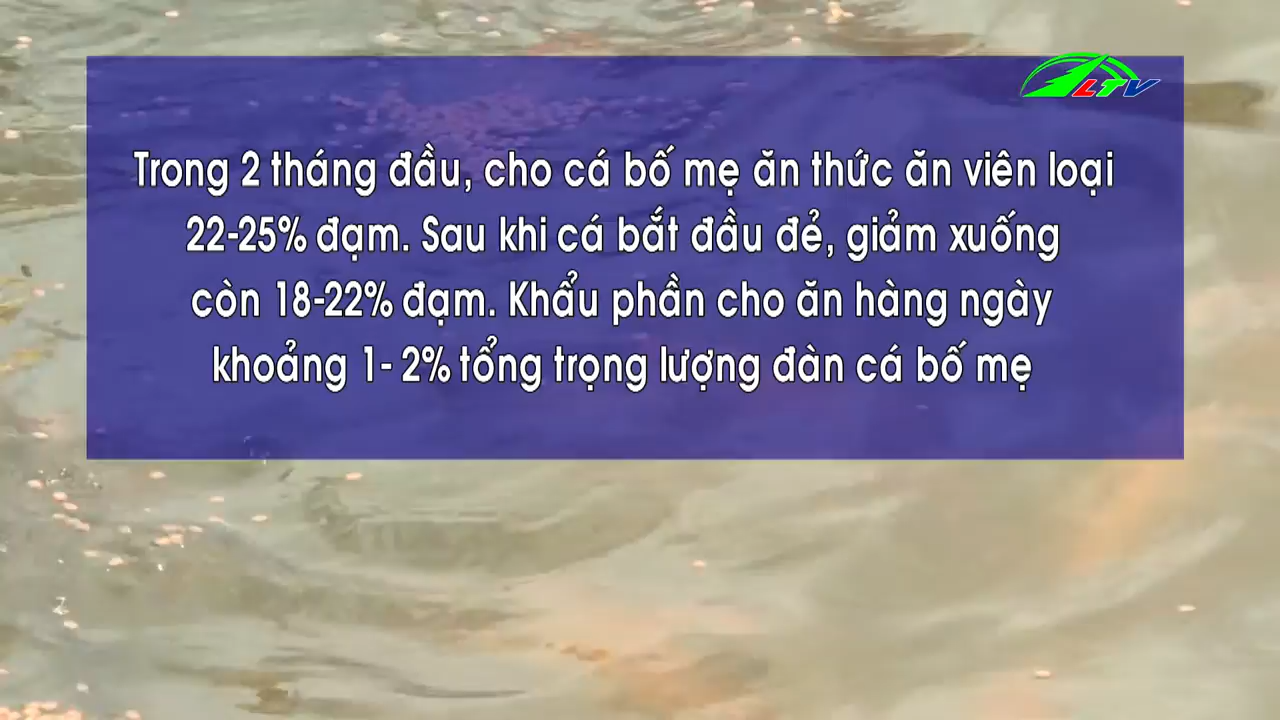 LTV
Trong 2 tháng đầu, cho cá bố mẹ ăn thức ăn viên loại
22-25% đạm. Sau khi cá bắt đầu đẻ, giảm xuống
còn 18-22% đạm. Khẩu phần cho ăn hàng ngày
khoảng 1- 2% tổng trọng lượng đàn cá bố mẹ